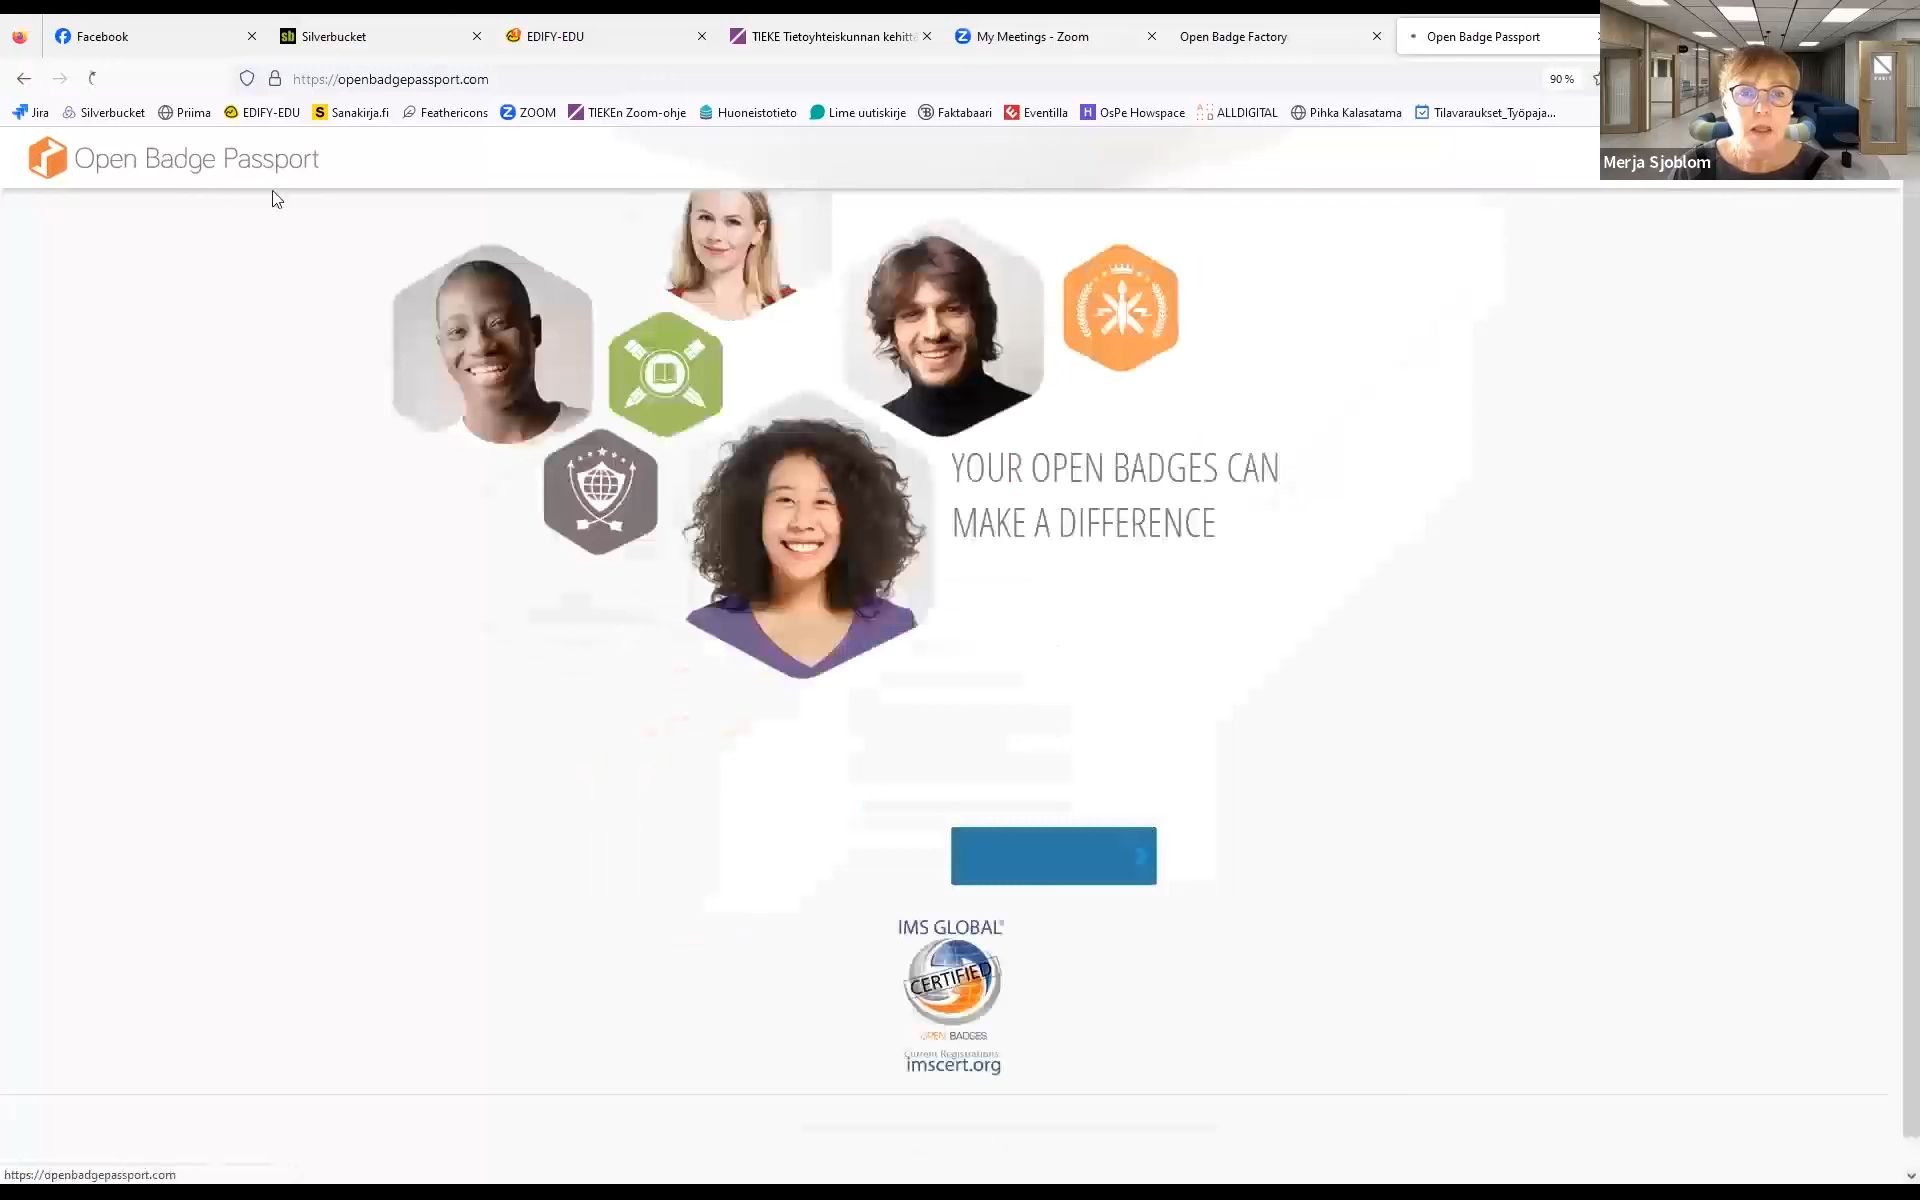 Facebook
Silverbucket
EDIFY-EDU
TIEKE Tietoyhteiskunnan kehitt
My Meetings - Zoom
Open Badge Factory
Open Badge Passport
https://openbadgepassport.com
90 %
Jira
Silverbucket
Priima
EDIFY-EDU
Sanakirja.fi
Feathericons
ZOOM
TIEKEn Zoom-ohje
Huoneistotieto
Lime uutiskirje
Faktabaari
Eventilla
OsPe Howspace
ALLDIGITAL
Pihka Kalasatama
Tilavaraukset_Työpaja...
Merja Sjoblom
Open Badge Passport
YOUR OPEN BADGES CAN
MAKE A DIFFERENCE
IMS GLOBAL
CERTIFIED
OPEN BADGES
Current Registrations
imscert.org
https://openbadgepassport.com